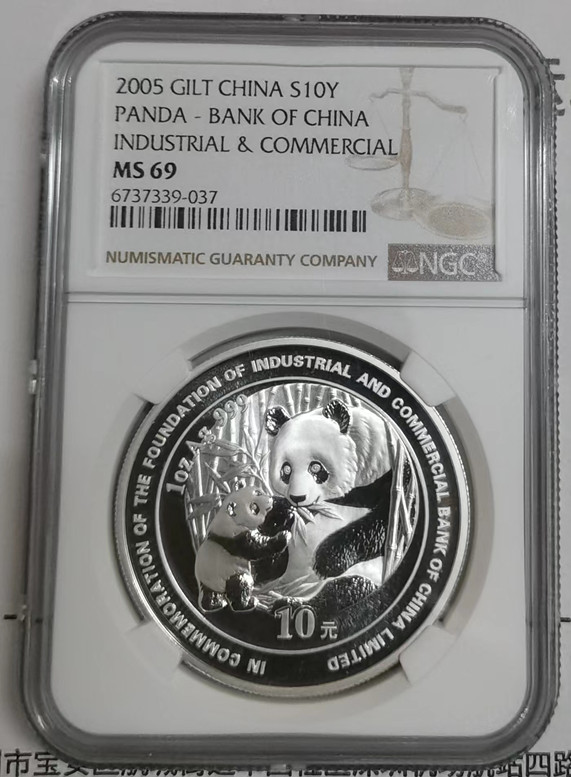 2005 GILT CHINA S10Y
PANDA - BANK OF CHINA
INDUSTRIAL & COMMERCIAL
MS 69
6737339-037
NUMISMATIC GUARANTY COMPANY
NGC
IN COMMEMORATION OF THE FOUNDATION OF INDUSTRIAL AND COMMERCIAL BANK OF CHINA LIMITED
1oz Ag .999
10元